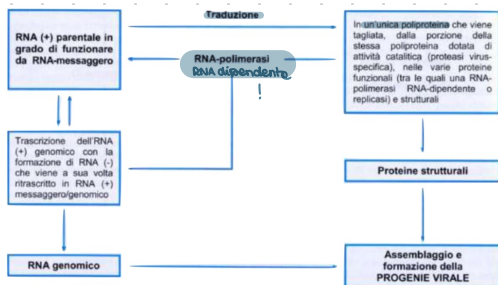 Traduzione
RNA (+) parentale in
grado di funzionare
da RNA-messaggero
RNA-polimerasi
RNA dipendente
!
In un'unica poliproteina che viene
tagliata, dalla porzione della
stessa poliproteina dotata di
attività catalitica (proteasi virus-
specifica), nelle varie proteine
funzionali (tra le quali una RNA-
polimerasi RNA-dipendente o
replicasi) e strutturali
Trascrizione dell'RNA
(+) genomico con la
formazione di RNA (-)
che viene a sua volta
ritrascritto in RNA (+)
messaggero/genomico
Proteine strutturali
RNA genomico
Assemblaggio e
formazione della
PROGENIE VIRALE